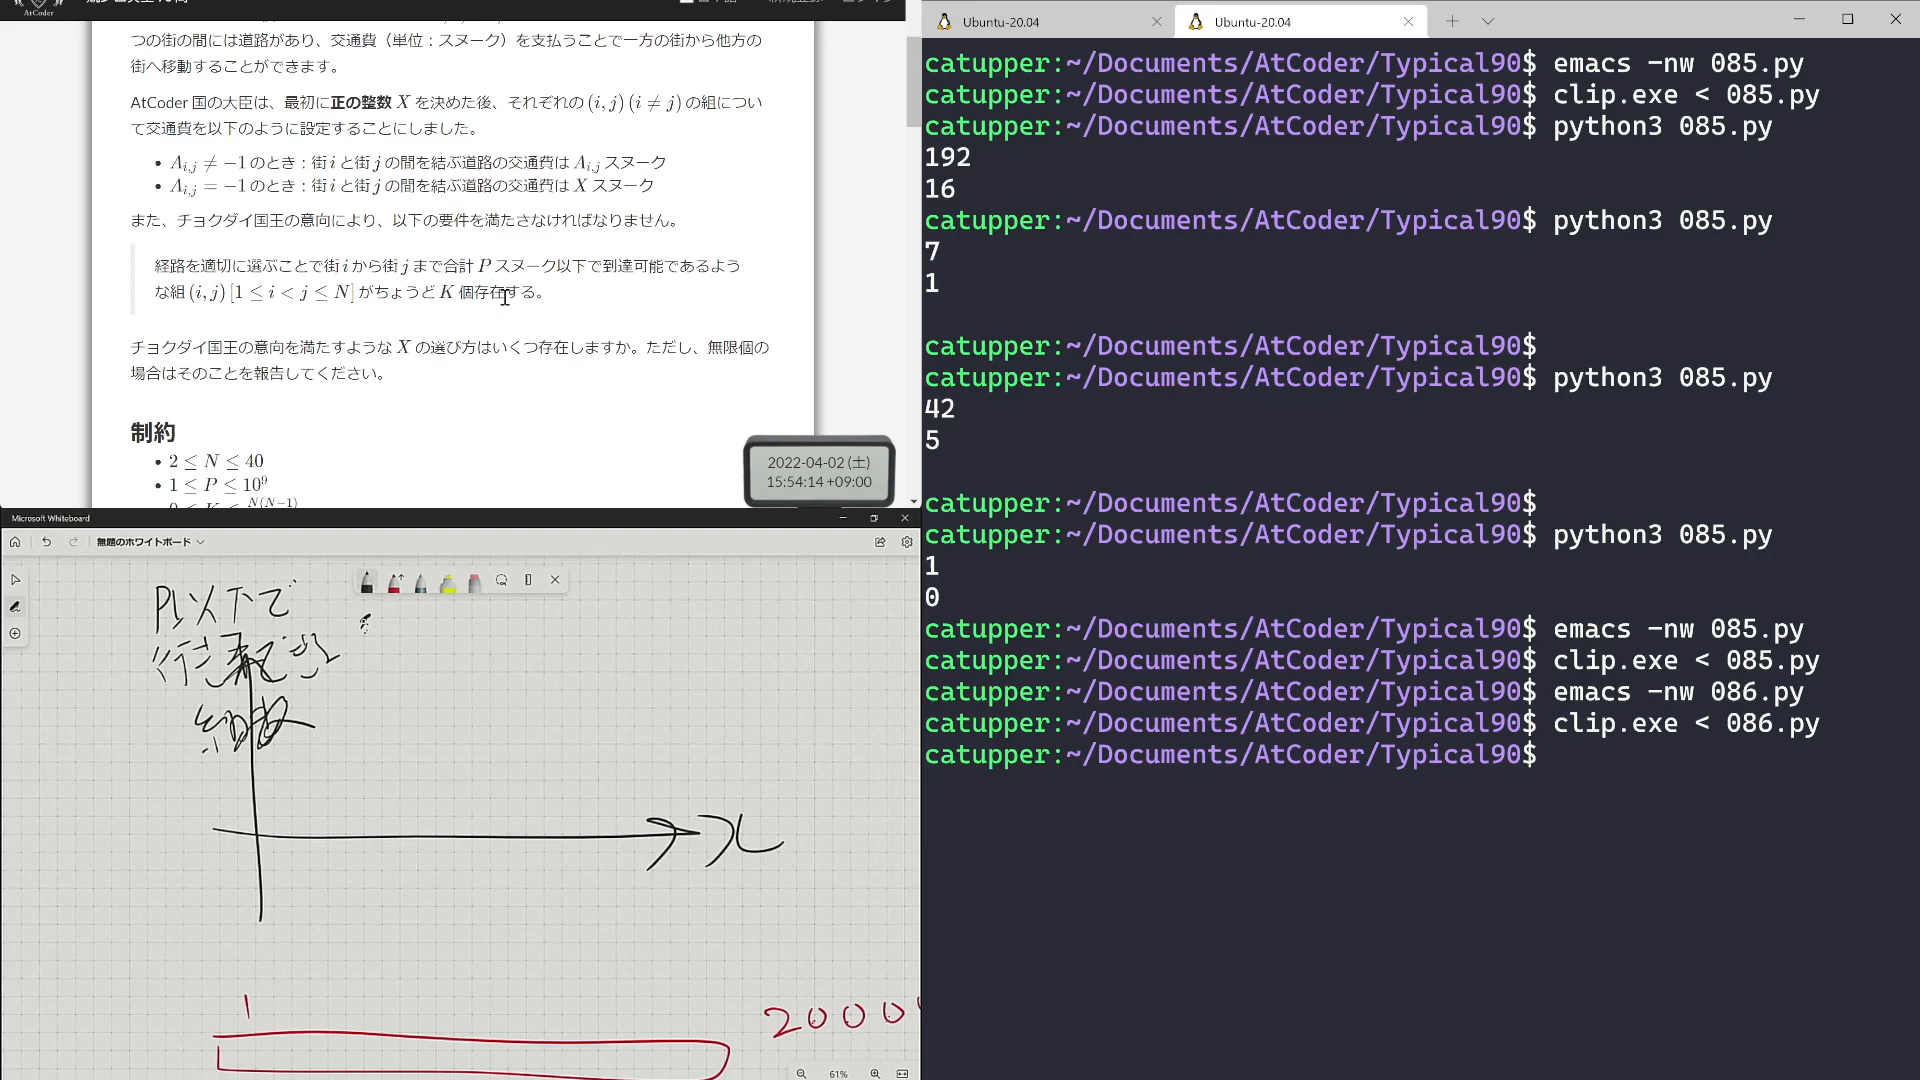 AtCoder
つの街の間には道路があり、交通費（単位：スヌーク）を支払うことで一方の街から他方の
街へ移動することができます。
AtCoder 国の大臣は、最初に正の整数 X を決めた後、それぞれの (i, j) (i ≠ j) の組につい
て交通費を以下のように設定することにしました。
• A_{i,j} ≠ −1 のとき：街 i と街 j の間を結ぶ道路の交通費は A_{i,j} スヌーク
• A_{i,j} = −1 のとき：街 i と街 j の間を結ぶ道路の交通費は X スヌーク
また、チョクダイ国王の意向により、以下の要件を満たさなければなりません。
経路を適切に選ぶことで街 i から街 j まで合計 P スヌーク以下で到達可能であるよう
な組 (i, j) [1 ≤ i < j ≤ N] がちょうど K 個存在する。
チョクダイ国王の意向を満たすような X の選び方はいくつ存在しますか。ただし、無限個の
場合はそのことを報告してください。
制約
• 2 ≤ N ≤ 40
• 1 ≤ P ≤ 10^9
2022-04-02 (土)
15:54:14 +09:00
Microsoft Whiteboard
無題のホワイトボード
P以下で
行き来できる
組数
x
1
20000
61%
Ubuntu-20.04
Ubuntu-20.04
catupper:~/Documents/AtCoder/Typical90$ emacs -nw 085.py
catupper:~/Documents/AtCoder/Typical90$ clip.exe < 085.py
catupper:~/Documents/AtCoder/Typical90$ python3 085.py
192
16
catupper:~/Documents/AtCoder/Typical90$ python3 085.py
7
1
catupper:~/Documents/AtCoder/Typical90$
catupper:~/Documents/AtCoder/Typical90$ python3 085.py
42
5
catupper:~/Documents/AtCoder/Typical90$
catupper:~/Documents/AtCoder/Typical90$ python3 085.py
1
0
catupper:~/Documents/AtCoder/Typical90$ emacs -nw 085.py
catupper:~/Documents/AtCoder/Typical90$ clip.exe < 085.py
catupper:~/Documents/AtCoder/Typical90$ emacs -nw 086.py
catupper:~/Documents/AtCoder/Typical90$ clip.exe < 086.py
catupper:~/Documents/AtCoder/Typical90$